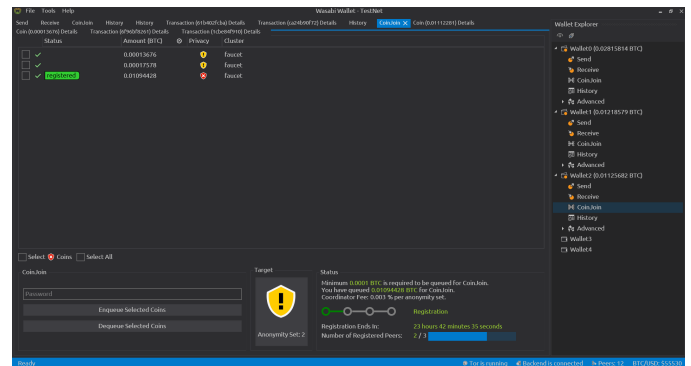 File Tools Help Wasabi Wallet - TestNet
Send Receive CoinJoin History History Transaction (61b402fcba) Details Transaction (ca24b90f72) Details History CoinJoin Coin (0.01112281) Details
Coin (0.00013676) Details Transaction (6f960f9261) Details Transaction (1cbe84f910) Details
Status Amount (BTC) Privacy Cluster
0.00013676 faucet
0.00017578 faucet
registered 0.01094428 faucet
Select Coins Select All
CoinJoin
Password
Enqueue Selected Coins
Dequeue Selected Coins
Target
Anonymity Set: 2
Status
Minimum 0.0001 BTC is required to be queued for CoinJoin.
You have queued 0.01094428 BTC for CoinJoin.
Coordinator Fee: 0.003 % per anonymity set.
Registration
Registration Ends In: 23 hours 42 minutes 35 seconds
Number of Registered Peers: 2 / 3
Wallet Explorer
Wallet0 (0.02815814 BTC)
Send
Receive
CoinJoin
History
Advanced
Wallet1 (0.01218579 BTC)
Send
Receive
CoinJoin
History
Advanced
Wallet2 (0.01125682 BTC)
Send
Receive
CoinJoin
History
Advanced
Wallet3
Wallet4
Ready Tor is running Backend is connected Peers: 12 BTC/USD: $55530